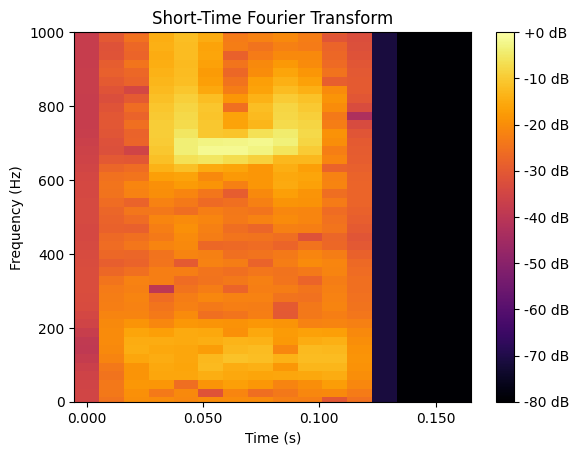 Short-Time Fourier Transform
1000
800
600
400
200
0
Frequency (Hz)
0.000
0.050
0.100
0.150
Time (s)
+0 dB
-10 dB
-20 dB
-30 dB
-40 dB
-50 dB
-60 dB
-70 dB
-80 dB